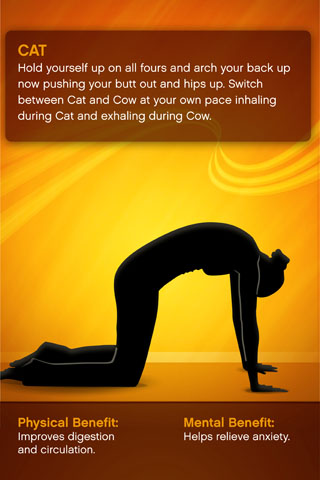 CAT
Hold yourself up on all fours and arch your back up
now pushing your butt out and hips up. Switch
between Cat and Cow at your own pace inhaling
during Cat and exhaling during Cow.
Physical Benefit:
Improves digestion
and circulation.
Mental Benefit:
Helps relieve anxiety.